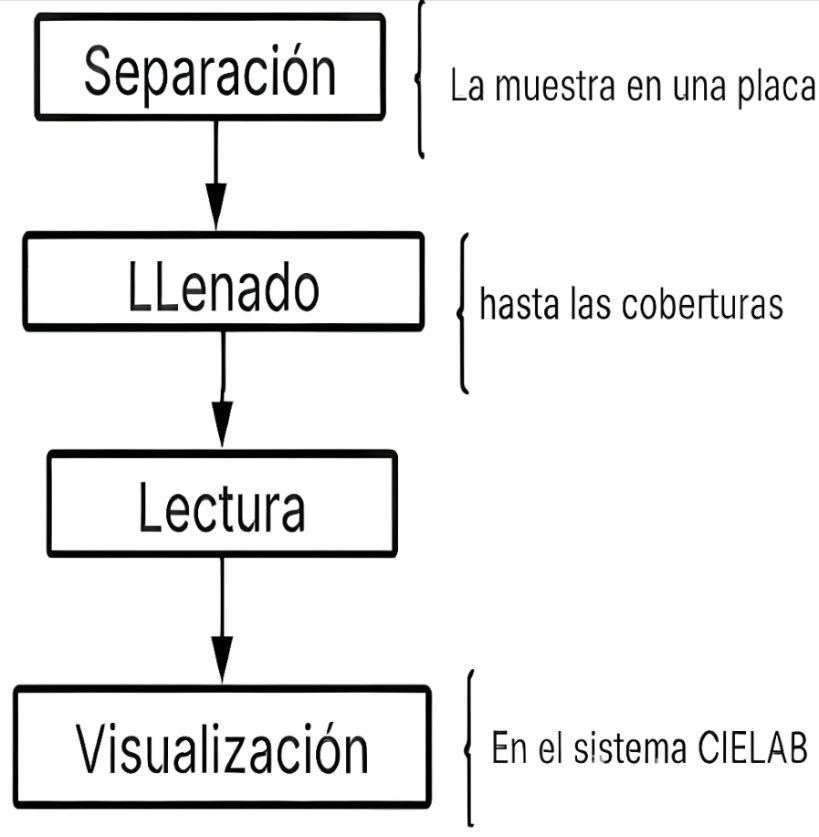 Separación
La muestra en una placa
LLenado
hasta las coberturas
Lectura
Visualización
En el sistema CIELAB